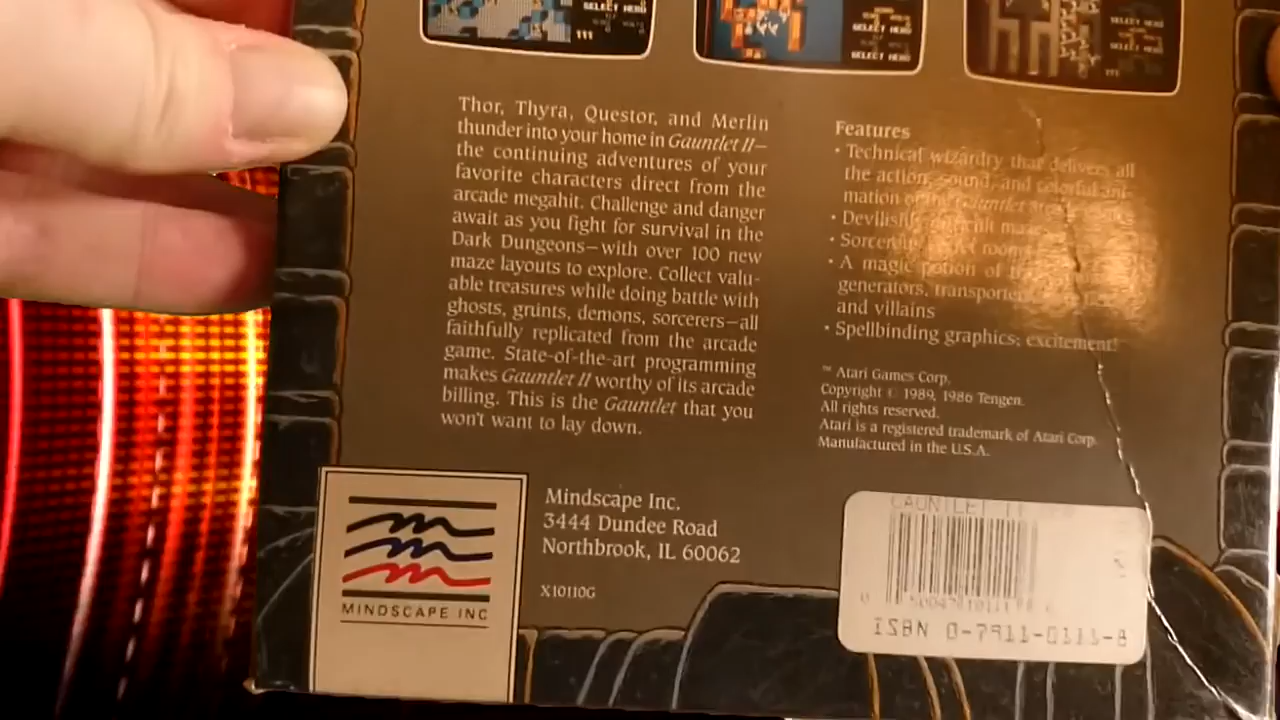 SELECT HERO
SELECT HERO
SELECT HERO
SELECT HERO
SELECT HERO
Thor, Thyra, Questor, and Merlin
thunder into your home in Gauntlet II—
the continuing adventures of your
favorite characters direct from the
arcade megahit. Challenge and danger
await as you fight for survival in the
Dark Dungeons—with over 100 new
maze layouts to explore. Collect valu-
able treasures while doing battle with
ghosts, grunts, demons, sorcerers—all
faithfully replicated from the arcade
game. State-of-the-art programming
makes Gauntlet II worthy of its arcade
billing. This is the Gauntlet that you
won't want to lay down.
Features
• Technical wizardry that delivers all
the action, sound, and colorful ani-
mation of the Gauntlet
• Devilishly
•
• A magic potion of
generators,
and villains
• Spellbinding graphics; excitement!
™ Atari Games Corp.
Copyright © 1989, 1986 Tengen.
All rights reserved.
Atari is a registered trademark of Atari Corp.
Manufactured in the U.S.A.
MINDSCAPE INC
Mindscape Inc.
3444 Dundee Road
Northbrook, IL 60062
X10110G
GAUNTLET II
ISBN 0-7911-0111-8